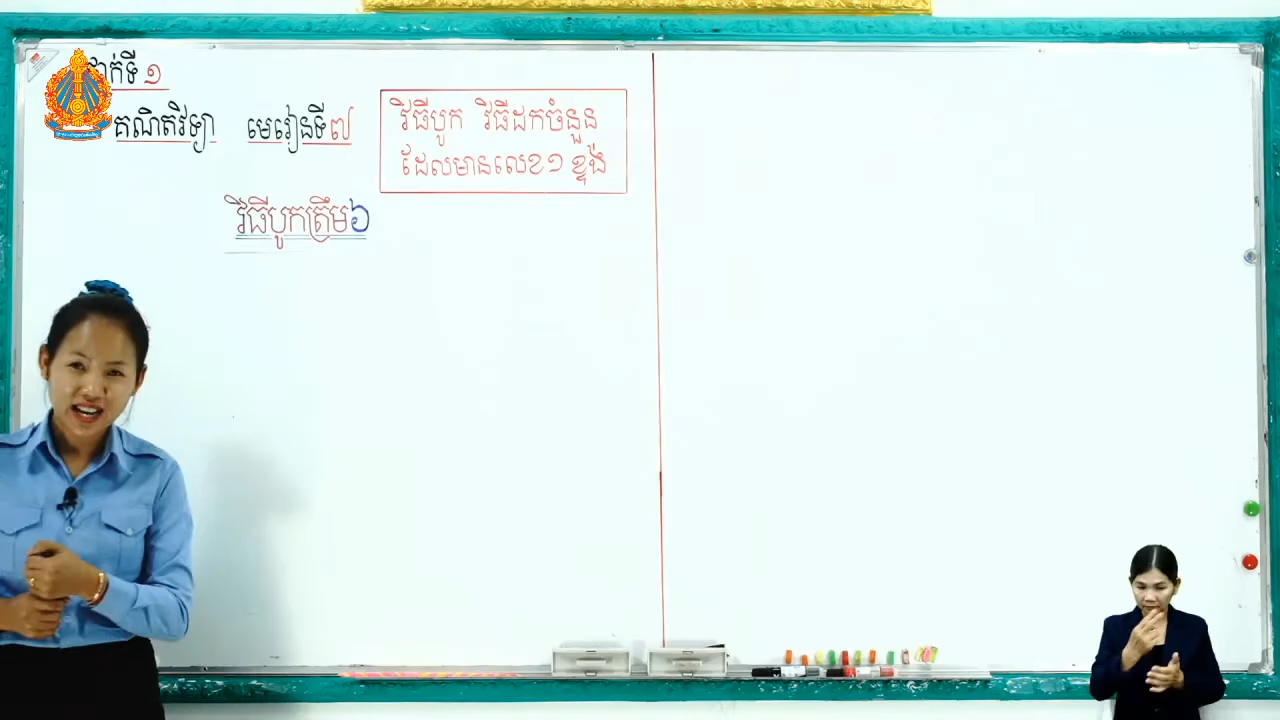 ថ្នាក់ទី ១
គណិតវិទ្យា មេរៀនទី៧
វិធីបូក វិធីដកចំនួន
ដែលមានលេខ១ ខ្ទង់
វិធីបូកត្រឹម៦